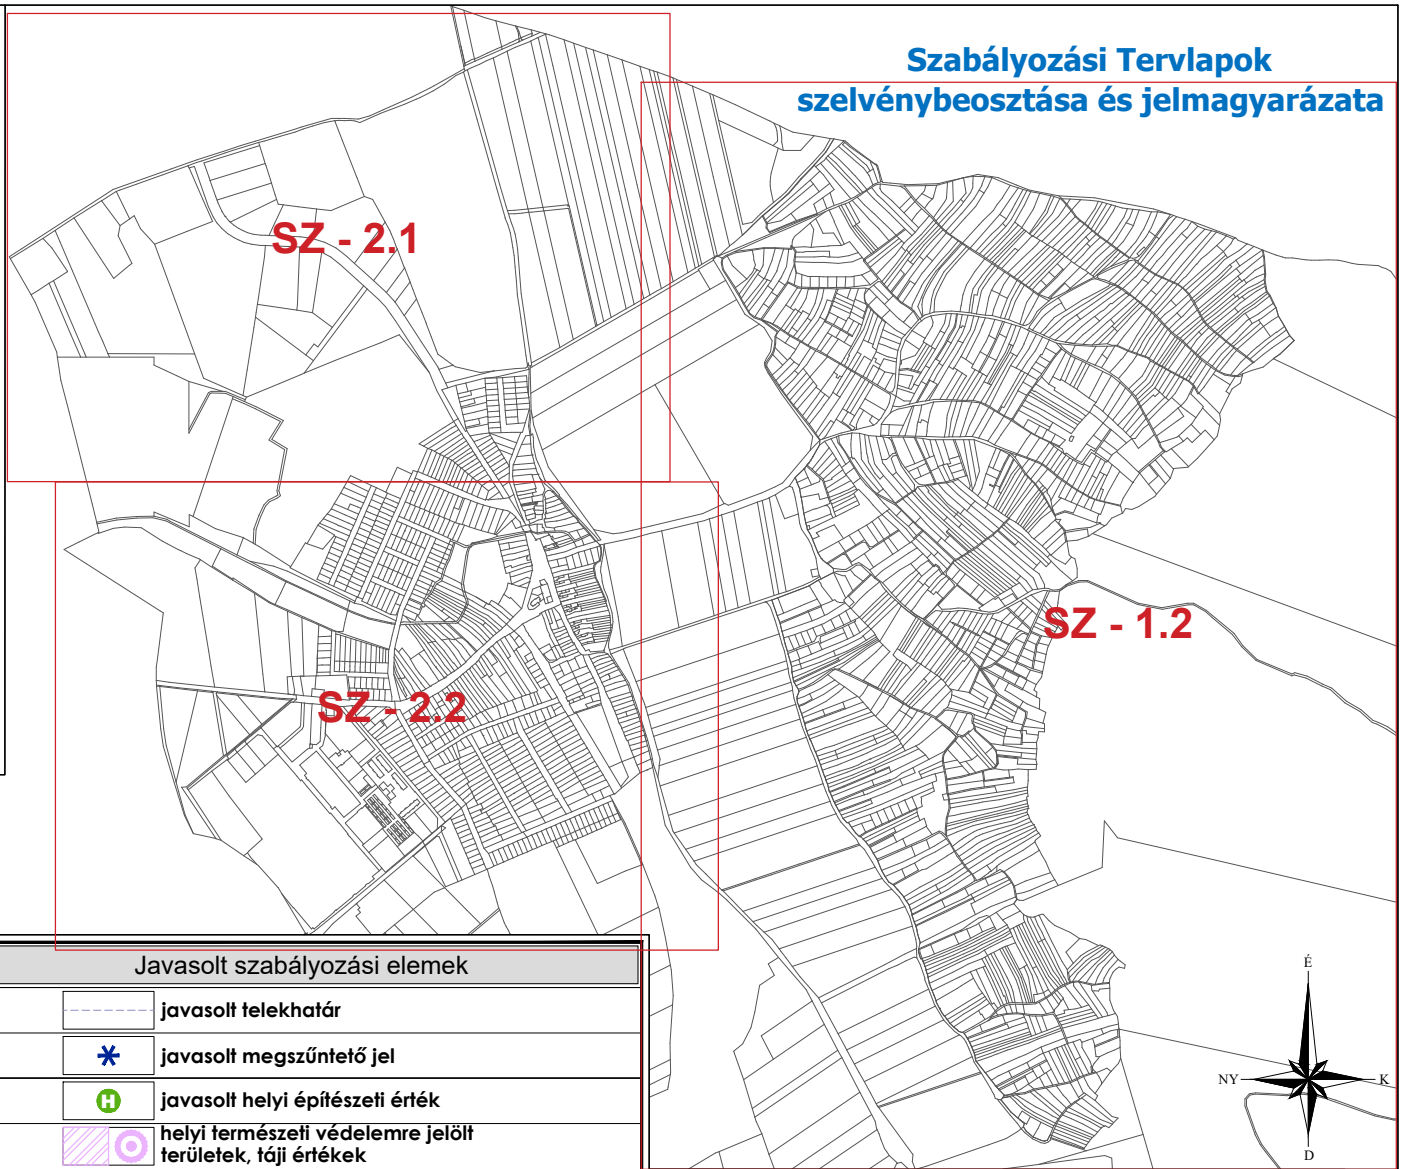 Szabályozási Tervlapok
szelvénybeosztása és jelmagyarázata
SZ - 2.1
SZ - 1.2
SZ - 2.2
Javasolt szabályozási elemek
javasolt telekhatár
javasolt megszűntető jel
H javasolt helyi építészeti érték
helyi természeti védelemre jelölt
területek, táji értékek
É
NY
K
D